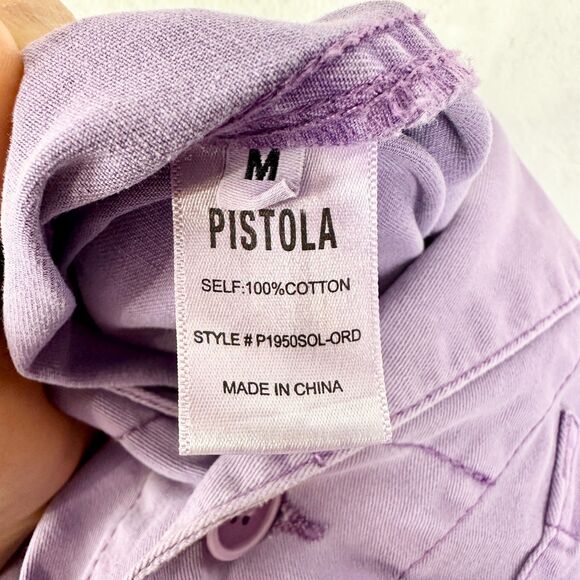 M
PISTOLA
SELF:100%COTTON
STYLE # P1950SOL-ORD
MADE IN CHINA